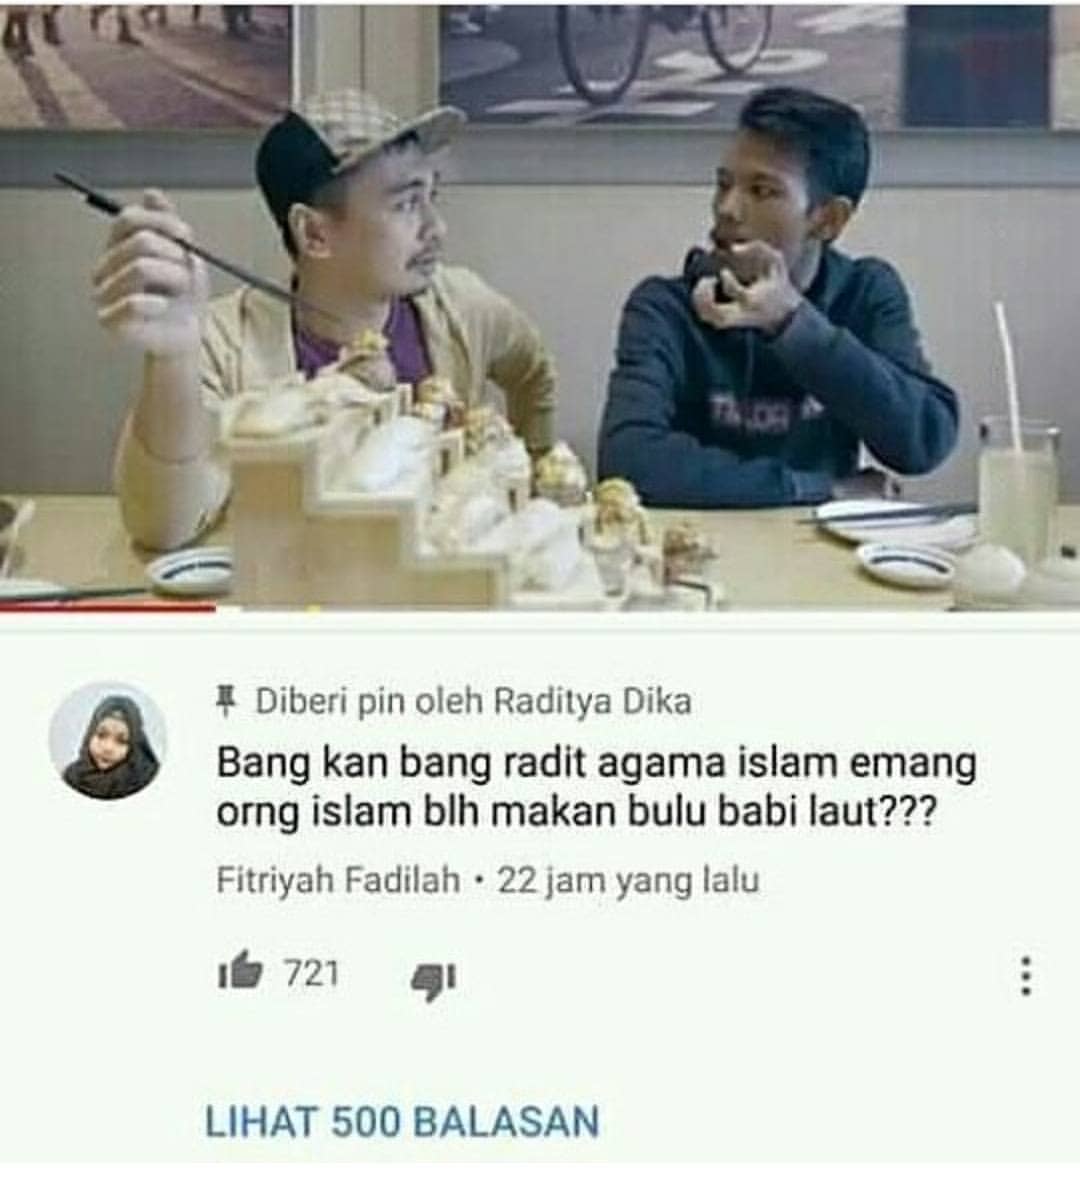 Diberi pin oleh Raditya Dika
Bang kan bang radit agama islam emang
orng islam blh makan bulu babi laut???
Fitriyah Fadilah • 22 jam yang lalu
721
LIHAT 500 BALASAN